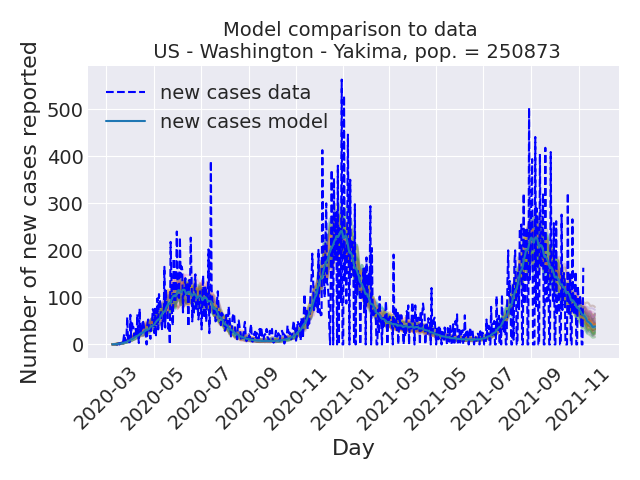 Model comparison to data
US - Washington - Yakima, pop. = 250873
Number of new cases reported
new cases data
new cases model
500
400
300
200
100
0
2020-03
2020-05
2020-07
2020-09
2020-11
2021-01
2021-03
2021-05
2021-07
2021-09
2021-11
Day